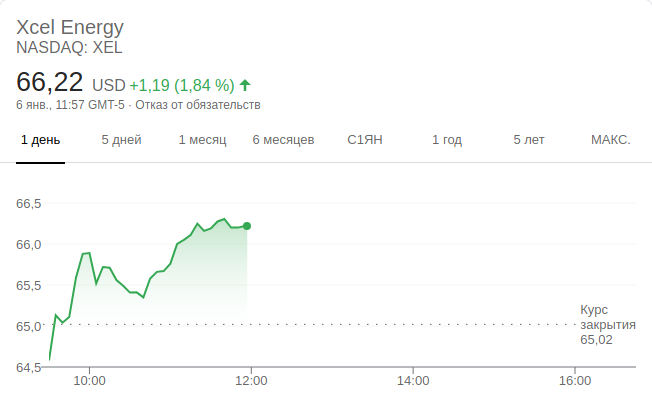 Xcel Energy
NASDAQ: XEL
66,22 USD +1,19 (1,84 %)
6 янв., 11:57 GMT-5 · Отказ от обязательств
1 день 5 дней 1 месяц 6 месяцев С1ЯН 1 год 5 лет МАКС.
66,5
66,0
65,5
65,0
64,5
Курс
закрытия
65,02
10:00 12:00 14:00 16:00